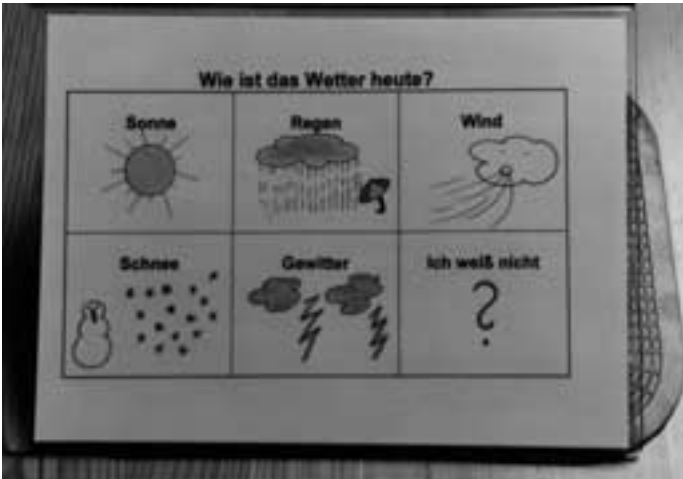 Wie ist das Wetter heute?
Sonne Regen Wind
Schnee Gewitter Ich weiß nicht
?